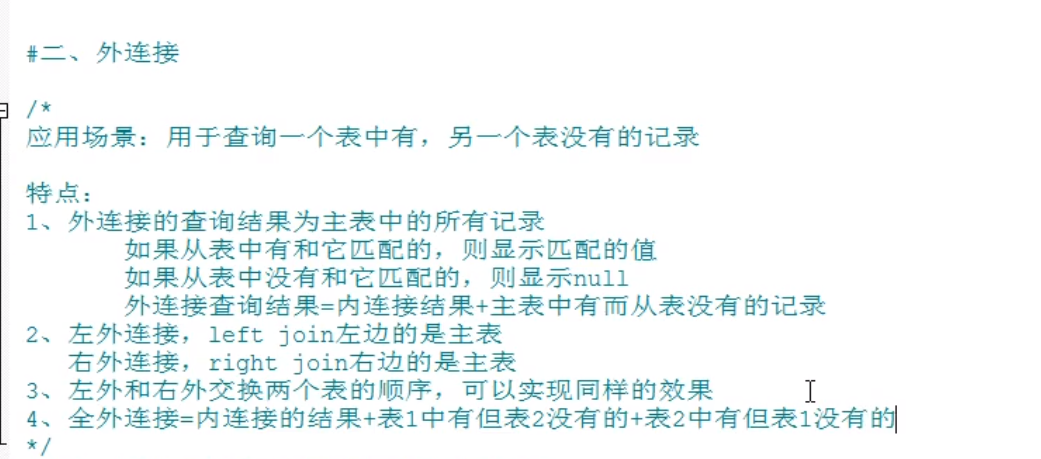 #二、外连接
/*
应用场景：用于查询一个表中有，另一个表没有的记录
特点：
1、外连接的查询结果为主表中的所有记录
如果从表中有和它匹配的，则显示匹配的值
如果从表中没有和它匹配的，则显示null
外连接查询结果=内连接结果+主表中有而从表没有的记录
2、左外连接，left join左边的是主表
右外连接，right join右边的是主表
3、左外和右外交换两个表的顺序，可以实现同样的效果
4、全外连接=内连接的结果+表1中有但表2没有的+表2中有但表1没有的
*/